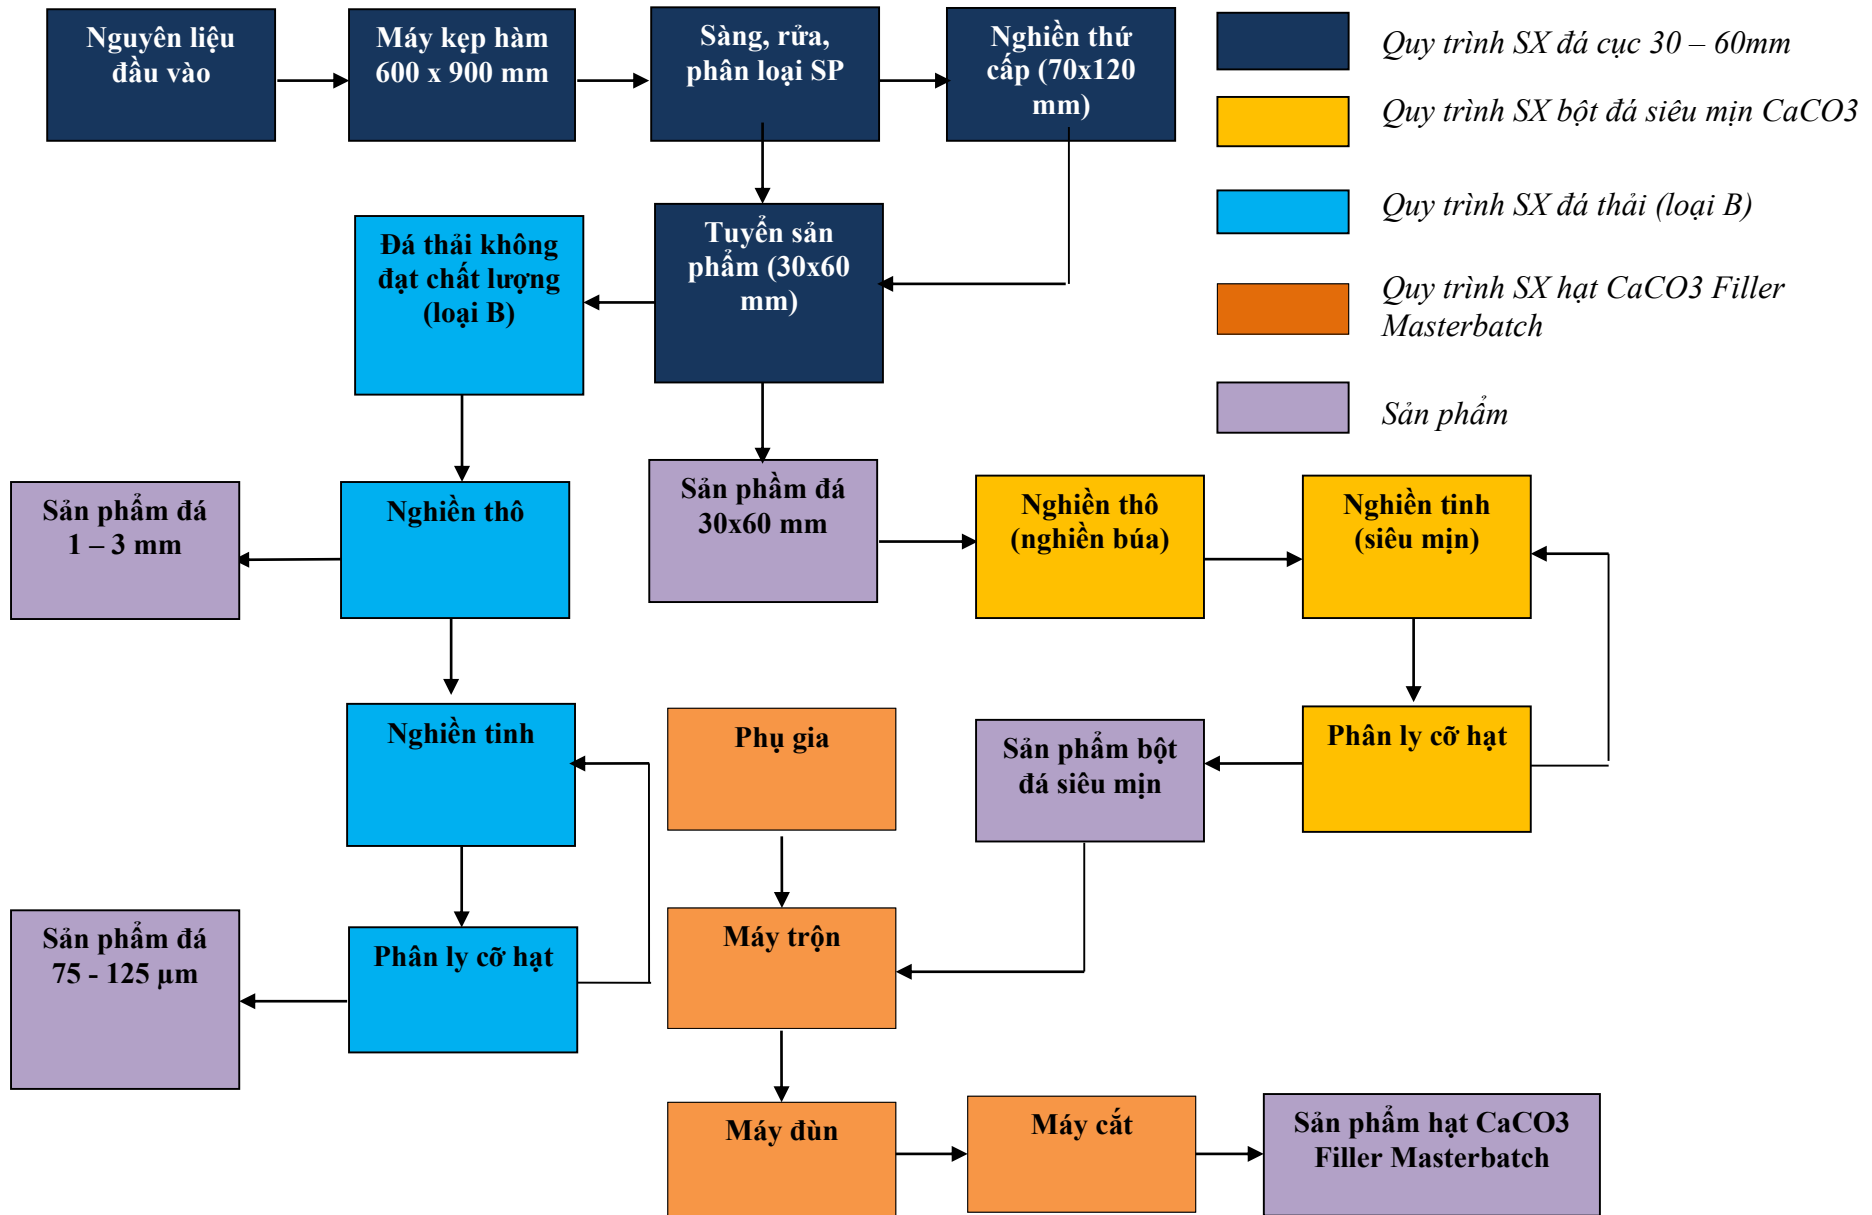 Nguyên liệu
đầu vào
Máy kẹp hàm
600 x 900 mm
Sàng, rửa,
phân loại SP
Nghiền thứ
cấp (70x120
mm)
Quy trình SX đá cục 30 – 60mm
Quy trình SX bột đá siêu mịn CaCO3
Quy trình SX đá thải (loại B)
Quy trình SX hạt CaCO3 Filler
Masterbatch
Sản phẩm
Đá thải không
đạt chất lượng
(loại B)
Tuyển sản
phẩm (30x60
mm)
Sản phẩm đá
1 – 3 mm
Nghiền thô
Sản phầm đá
30x60 mm
Nghiền thô
(nghiền búa)
Nghiền tinh
(siêu mịn)
Nghiền tinh
Phụ gia
Sản phẩm bột
đá siêu mịn
Phân ly cỡ hạt
Sản phẩm đá
75 - 125 µm
Phân ly cỡ hạt
Máy trộn
Máy đùn
Máy cắt
Sản phẩm hạt CaCO3
Filler Masterbatch